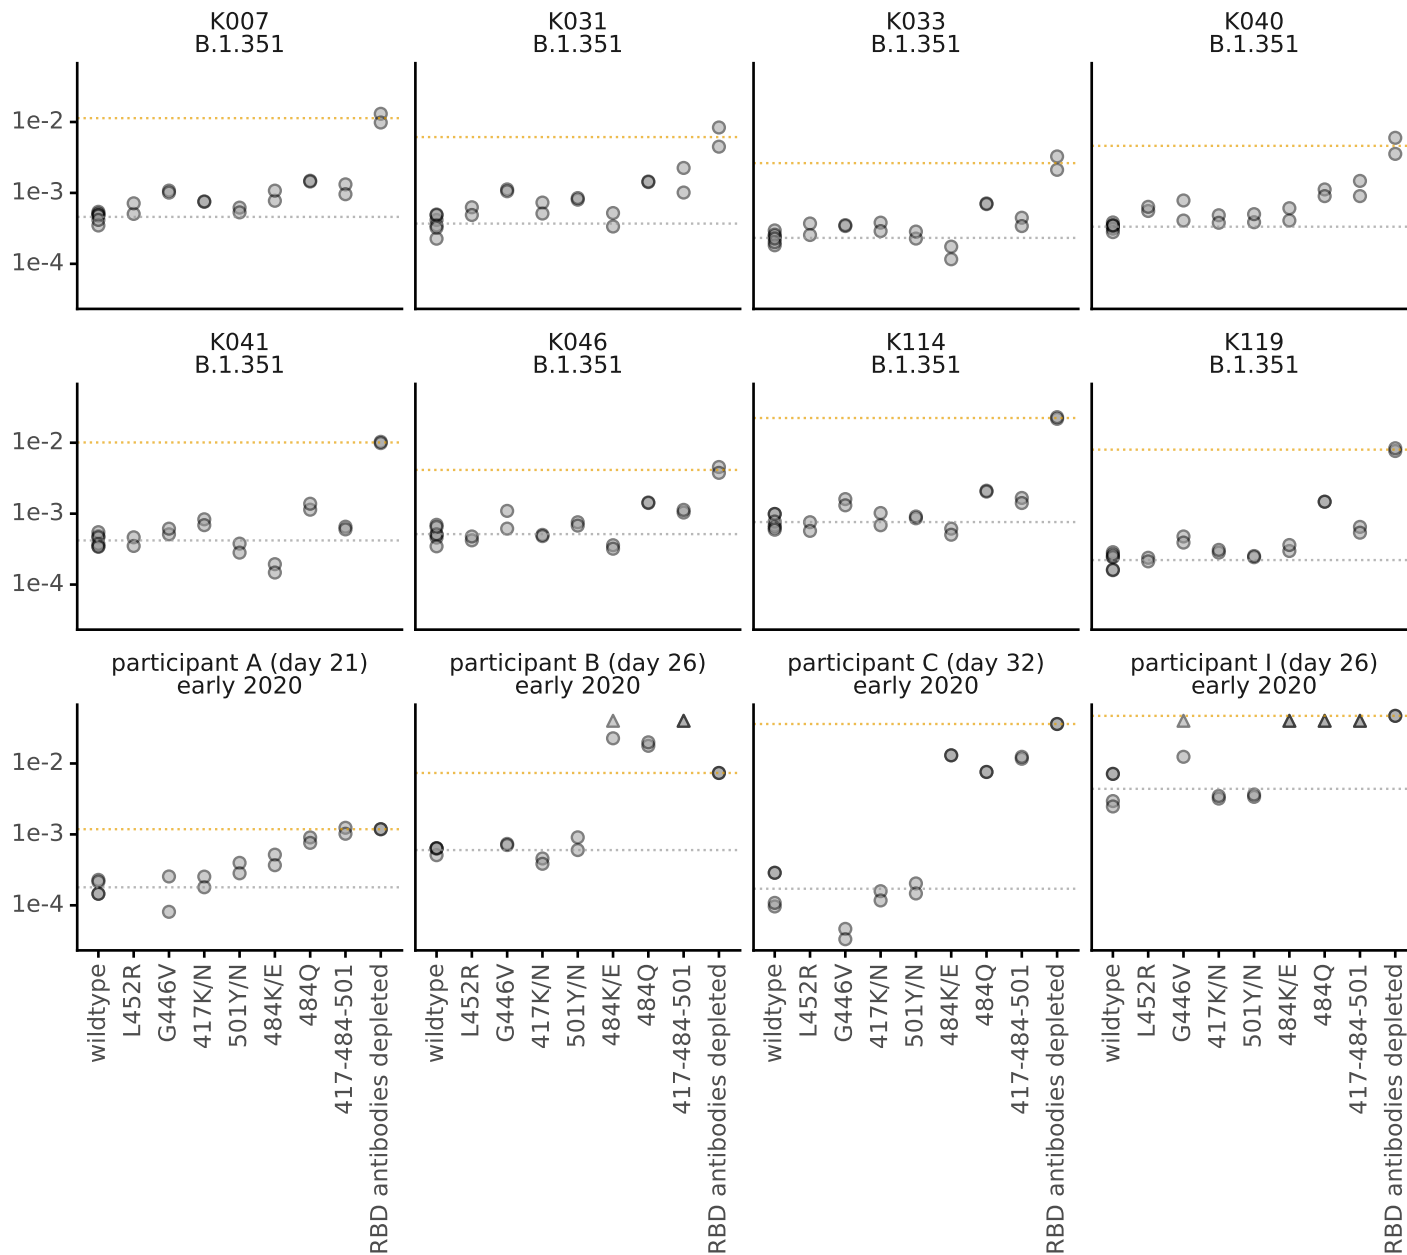 K007
B.1.351
K031
B.1.351
K033
B.1.351
K040
B.1.351
1e-2
1e-3
1e-4
K041
B.1.351
K046
B.1.351
K114
B.1.351
K119
B.1.351
1e-2
1e-3
1e-4
participant A (day 21)
early 2020
participant B (day 26)
early 2020
participant C (day 32)
early 2020
participant I (day 26)
early 2020
1e-2
1e-3
1e-4
wildtype
L452R
G446V
417K/N
501Y/N
484K/E
484Q
417-484-501
RBD antibodies depleted
wildtype
L452R
G446V
417K/N
501Y/N
484K/E
484Q
417-484-501
RBD antibodies depleted
wildtype
L452R
G446V
417K/N
501Y/N
484K/E
484Q
417-484-501
RBD antibodies depleted
wildtype
L452R
G446V
417K/N
501Y/N
484K/E
484Q
417-484-501
RBD antibodies depleted